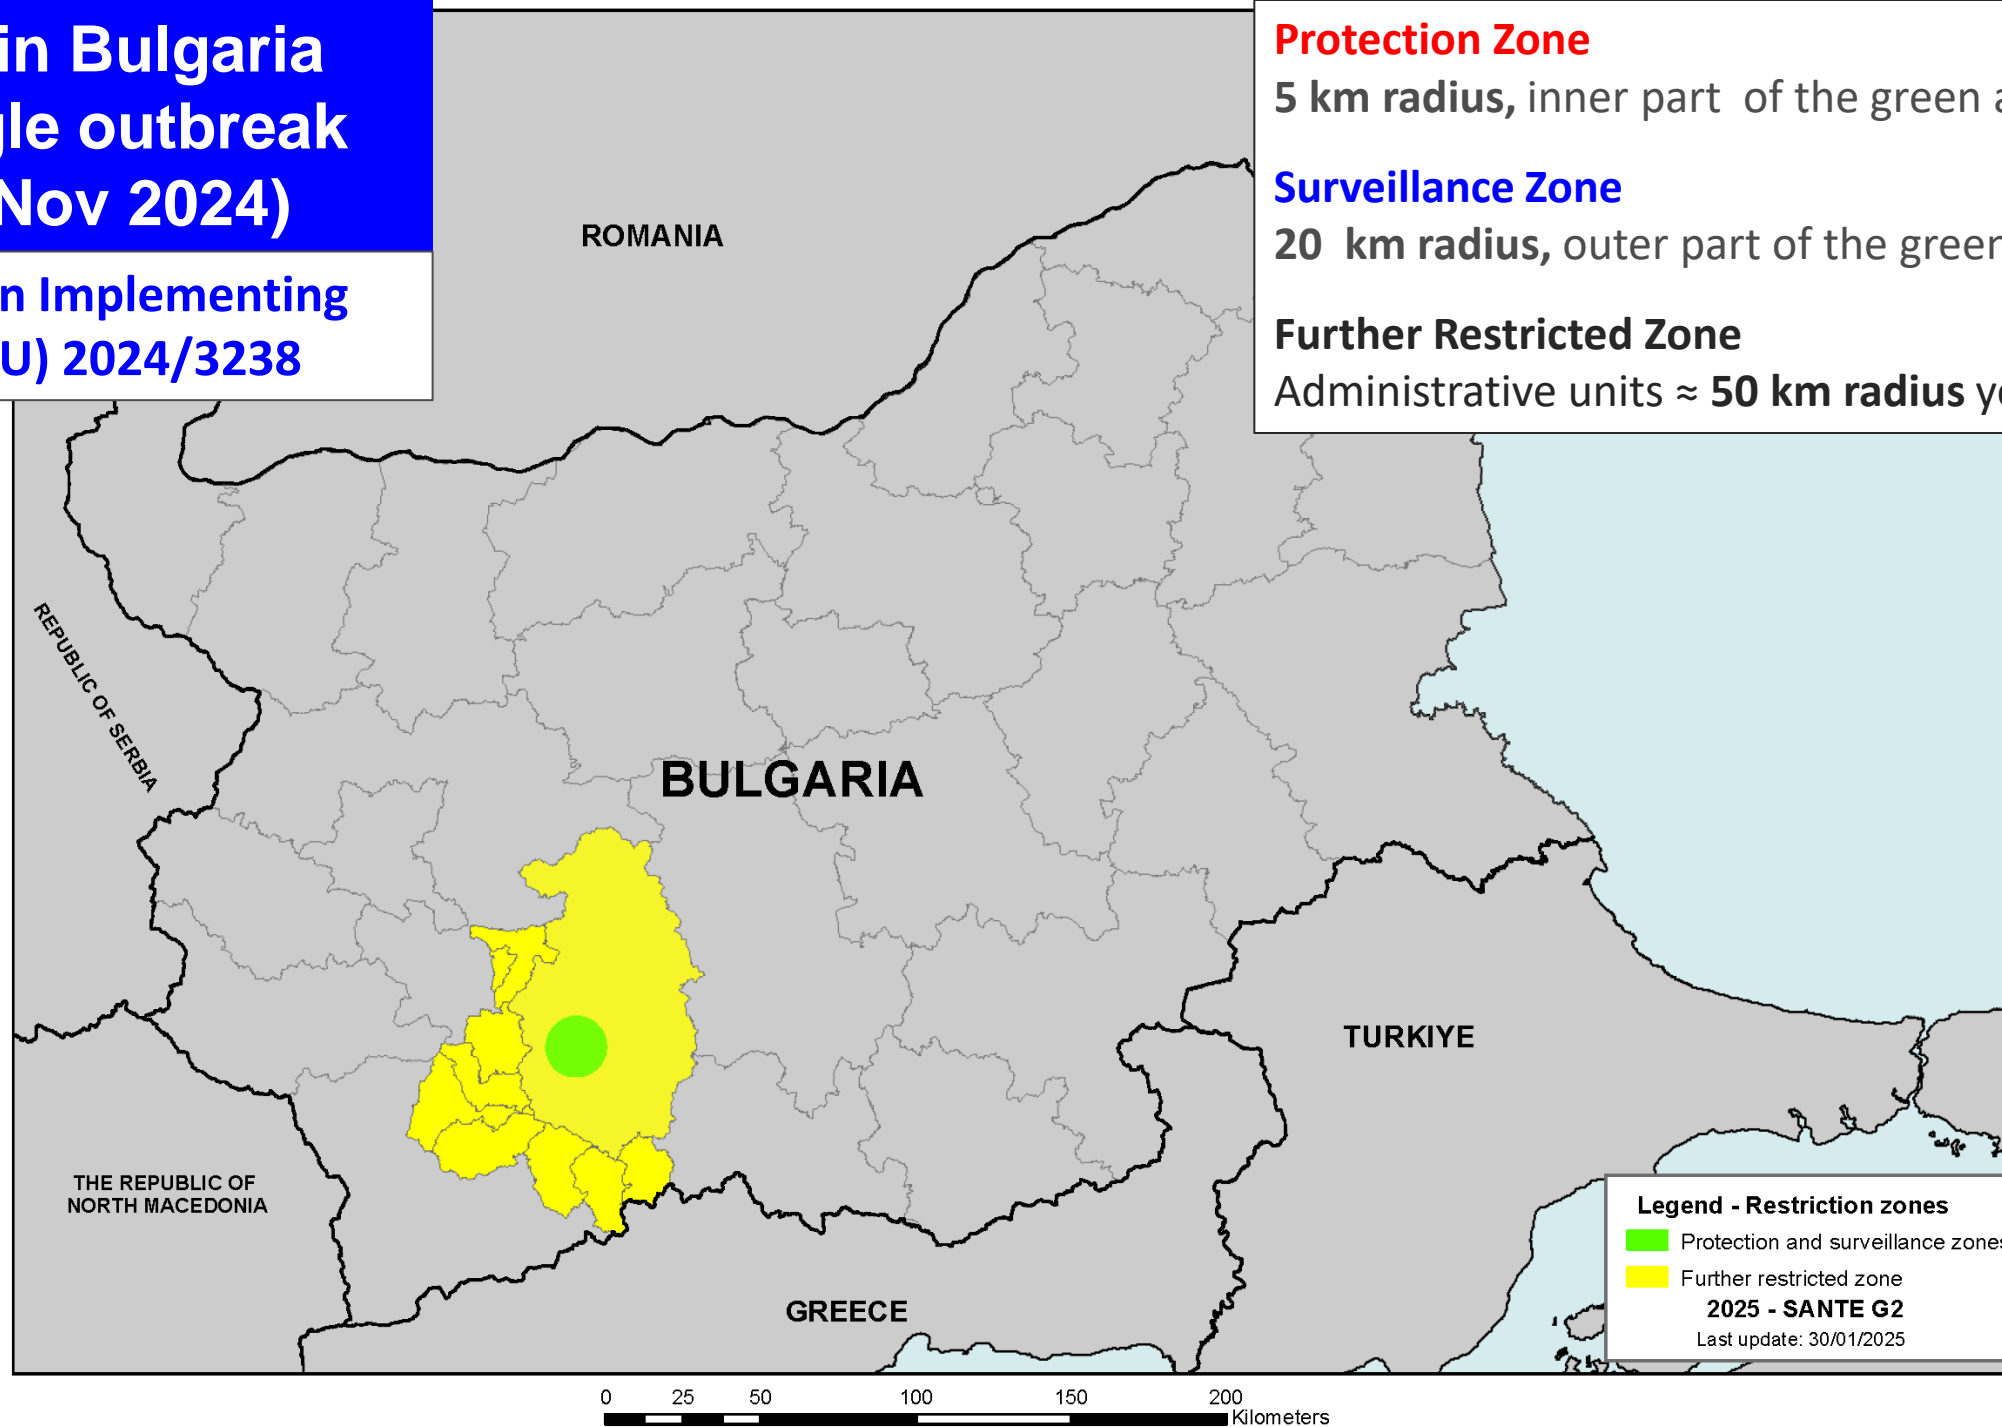 in Bulgaria
gle outbreak
Nov 2024)
n Implementing
U) 2024/3238
Protection Zone
5 km radius, inner part of the green
Surveillance Zone
20 km radius, outer part of the green
Further Restricted Zone
Administrative units ≈ 50 km radius
ROMANIA
REPUBLIC OF SERBIA
BULGARIA
TURKIYE
THE REPUBLIC OF
NORTH MACEDONIA
GREECE
Legend - Restriction zones
Protection and surveillance zones
Further restricted zone
2025 - SANTE G2
Last update: 30/01/2025
0 25 50 100 150 200
Kilometers